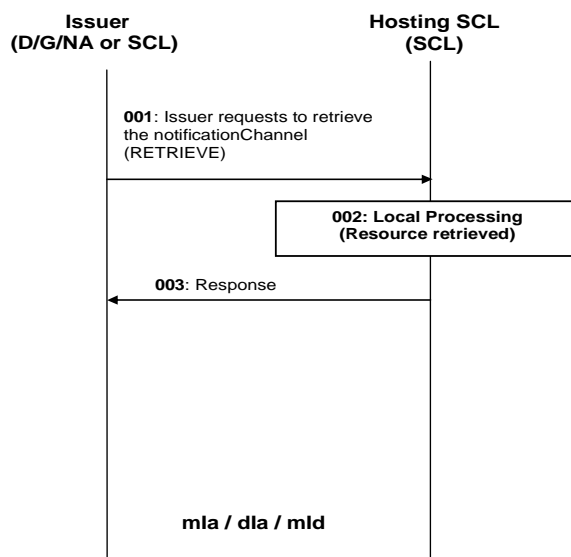 Issuer
(D/G/NA or SCL)
Hosting SCL
(SCL)
001: Issuer requests to retrieve
the notificationChannel
(RETRIEVE)
002: Local Processing
(Resource retrieved)
003: Response
mIa / dIa / mId